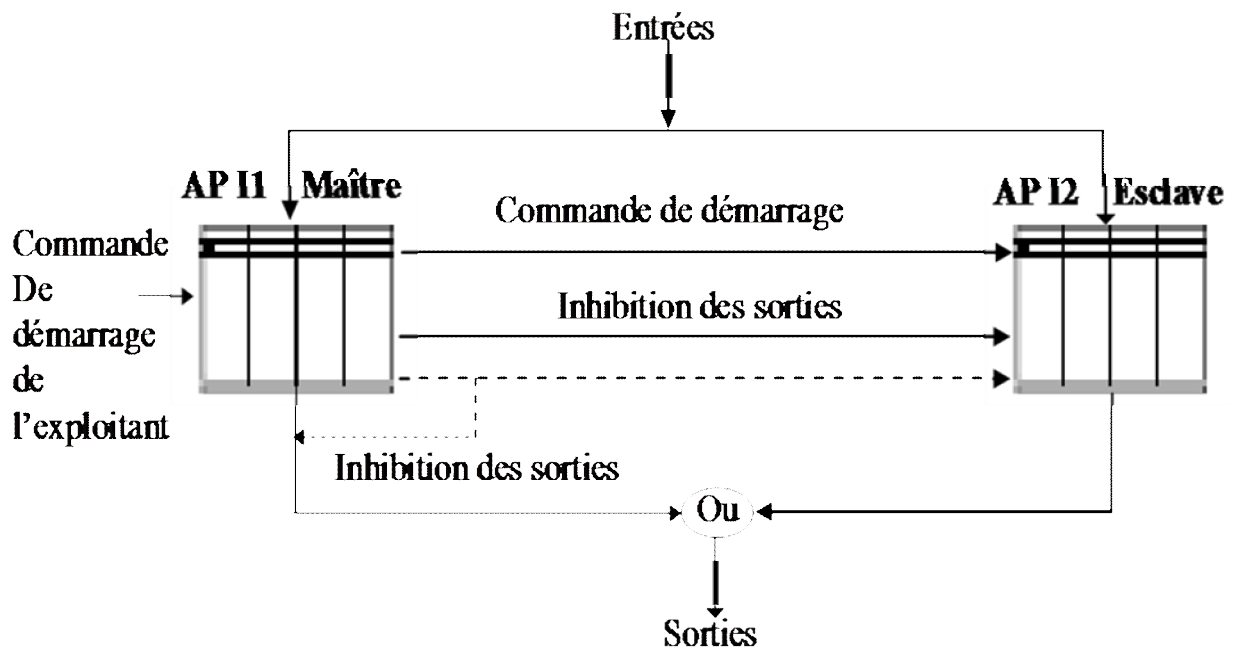 Entrées
AP I1 Maître
AP I2 Esclave
Commande de démarrage
Commande
De
démarrage
de
l'exploitant
Inhibition des sorties
Inhibition des sorties
Ou
Sorties